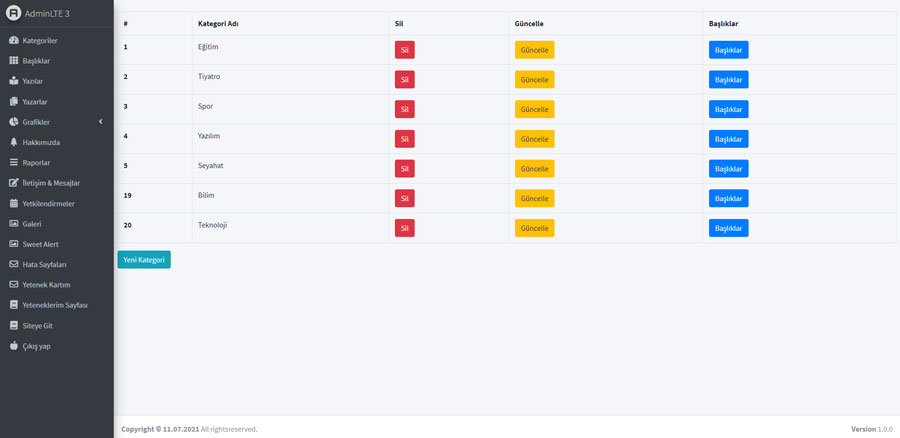 AdminLTE 3
Kategoriler
Başlıklar
Yazılar
Yazarlar
Grafikler
Hakkımızda
Raporlar
İletişim & Mesajlar
Yetkilendirmeler
Galeri
Sweet Alert
Hata Sayfaları
Yetenek Kartım
Yeteneklerim Sayfası
Siteye Git
Çıkış yap
# Kategori Adı Sil Güncelle Başlıklar
1 Eğitim Sil Güncelle Başlıklar
2 Tiyatro Sil Güncelle Başlıklar
3 Spor Sil Güncelle Başlıklar
4 Yazılım Sil Güncelle Başlıklar
5 Seyahat Sil Güncelle Başlıklar
19 Bilim Sil Güncelle Başlıklar
20 Teknoloji Sil Güncelle Başlıklar
Yeni Kategori
Copyright © 11.07.2021 All rightsreserved. Version 1.0.0